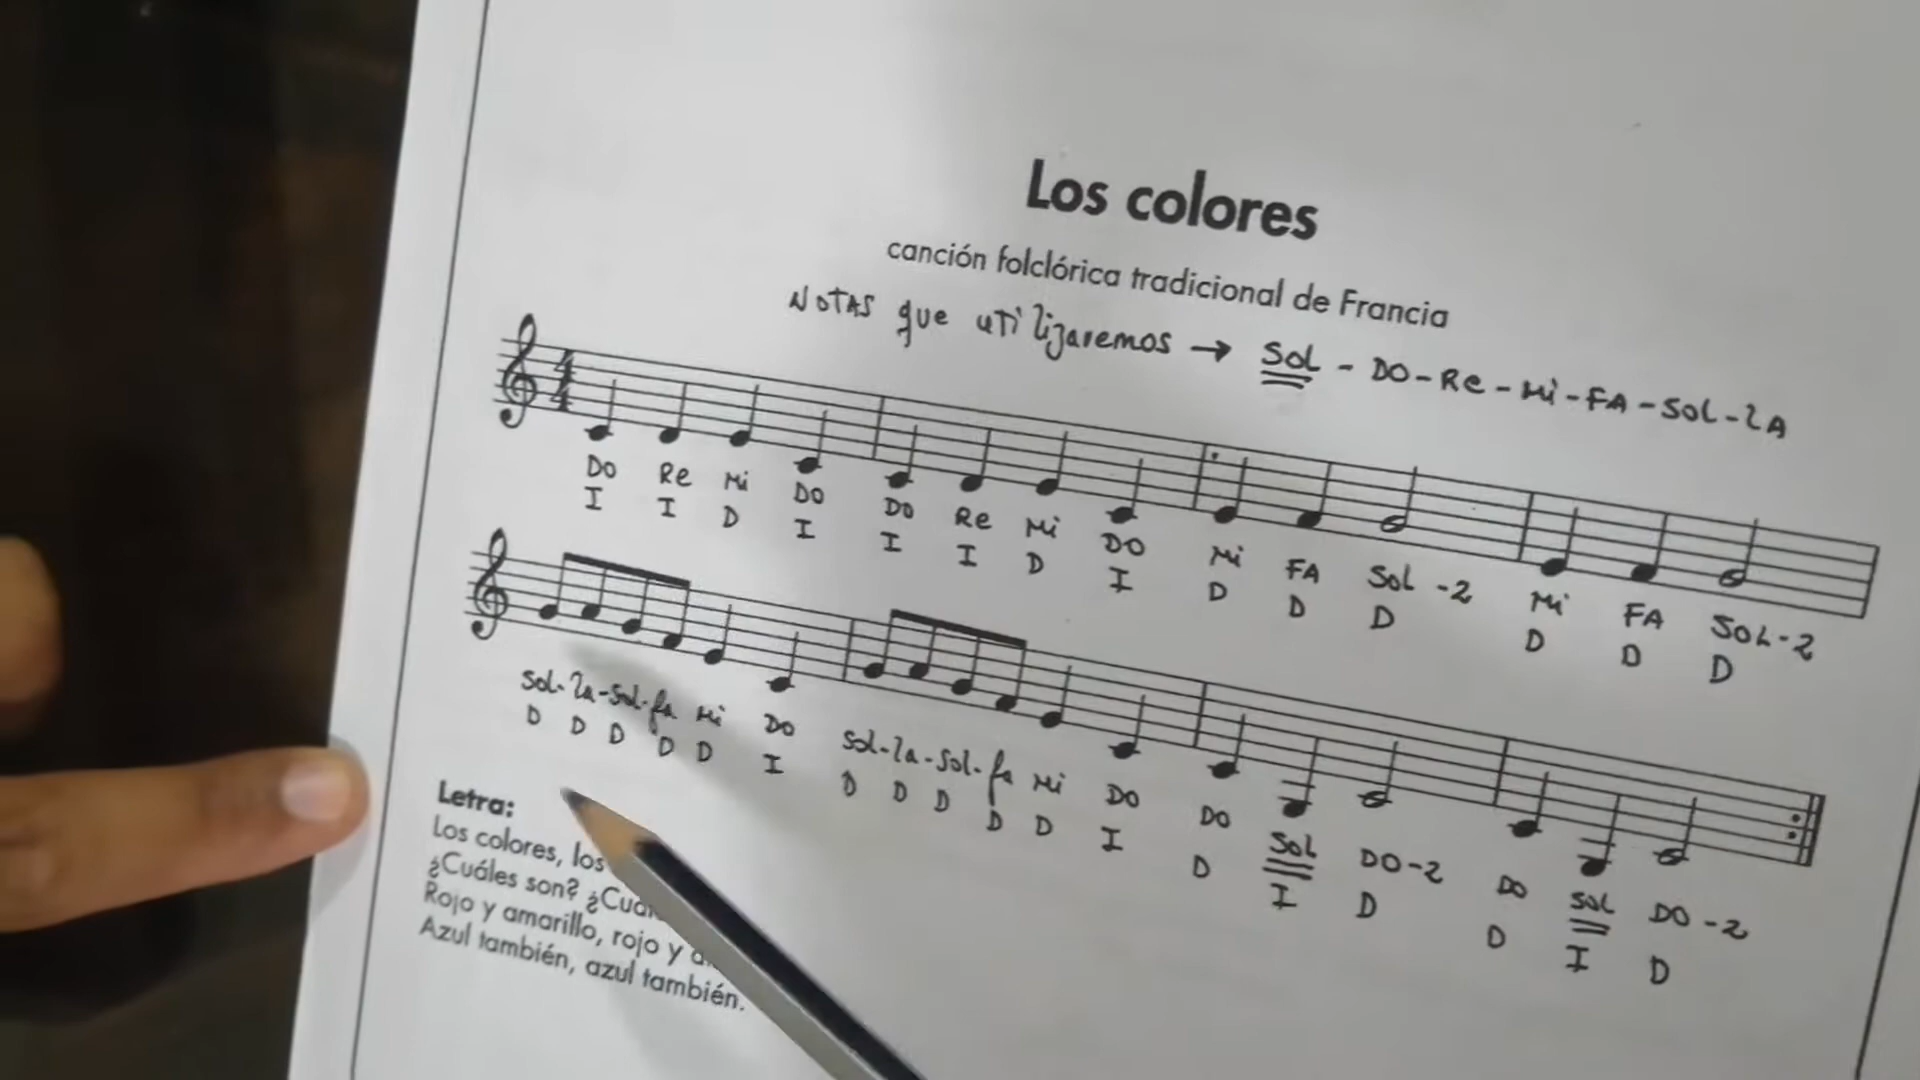 Los colores
canción folclórica tradicional de Francia
NOTAS que utilizaremos → SOL - DO - Re - Mi - FA - SOL - LA
4
4
DO Re Mi DO DO Re Mi DO Mi FA Sol - 2 Mi FA SOL - 2
I I D I I I D I D D D D D D
Sol - la - sol - fa Mi DO Sol - la - sol - fa Mi DO DO SOL DO - 2 DO SOL DO - 2
D D D D D I D D D D D I D I D D I D
Letra:
Los colores, los
¿Cuáles son?
Rojo y amarillo, rojo y
Azul también, azul también.